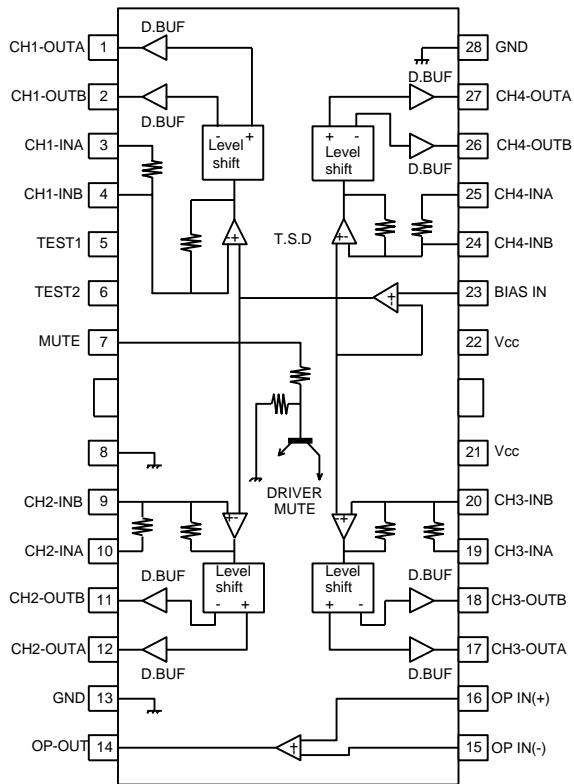 D.BUF
CH1-OUTA 1 28 GND
D.BUF
CH1-OUTB 2 27 CH4-OUTA
D.BUF
- + + -
CH1-INA 3 Level shift Level shift 26 CH4-OUTB
D.BUF
CH1-INB 4 25 CH4-INA
TEST1 5 -+ T.S.D +- 24 CH4-INB
TEST2 6 + 23 BIAS IN
MUTE 7 22 Vcc
8 21 Vcc
DRIVER
MUTE
CH2-INB 9 20 CH3-INB
+- -+
CH2-INA 10 19 CH3-INA
Level shift Level shift
D.BUF D.BUF
CH2-OUTB 11 - + + - 18 CH3-OUTB
CH2-OUTA 12 17 CH3-OUTA
D.BUF D.BUF
GND 13 16 OP IN(+)
OP-OUT 14 + 15 OP IN(-)